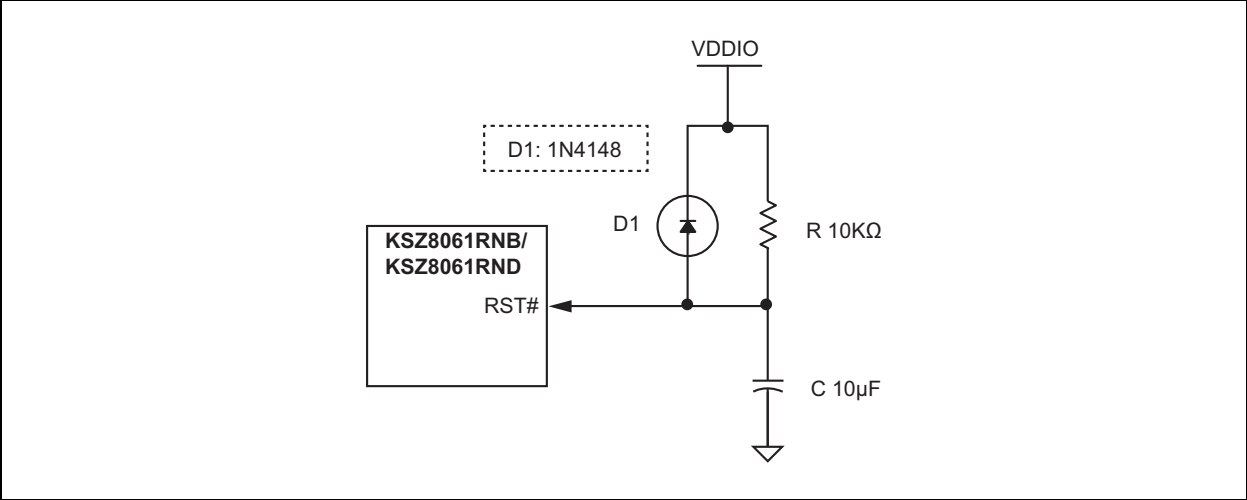 VDDIO
D1: 1N4148
D1
R 10KΩ
KSZ8061RNB/
KSZ8061RND
RST#
C 10µF